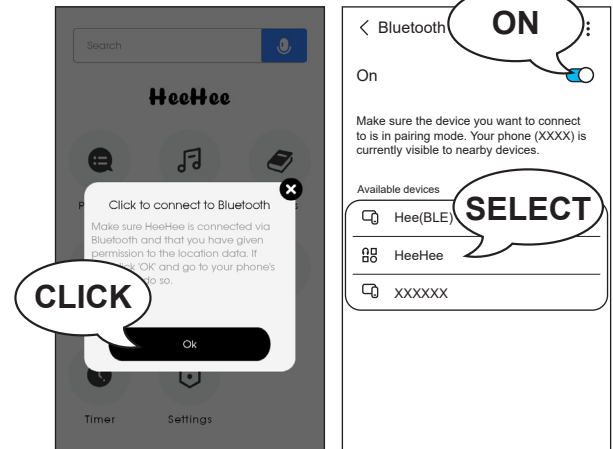 Search
HeeHee
Click to connect to Bluetooth
Make sure HeeHee is connected via
Bluetooth and that you have given
permission to the location data. If
'OK' and go to your phone's
do so.
CLICK
Ok
Timer
Settings
Bluetooth
ON
On
Make sure the device you want to connect
to is in pairing mode. Your phone (XXXX) is
currently visible to nearby devices.
Available devices
Hee(BLE)
SELECT
HeeHee
XXXXXX